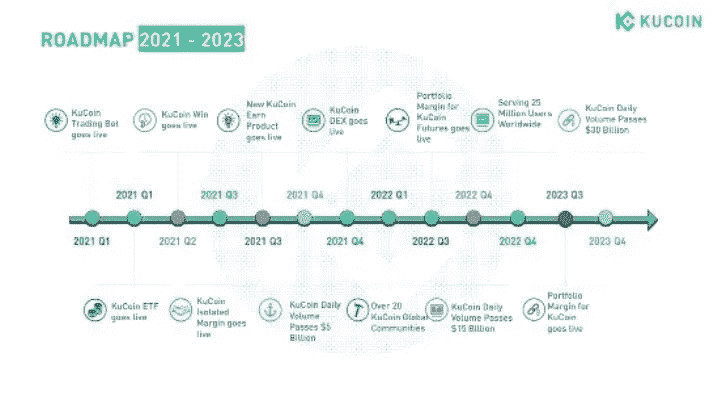 KUCOIN
ROADMAP 2021 - 2023
KuCoin
Trading Bot
goes live
KuCoin Win
goes live
New KuCoin
Earn
Product
goes live
KuCoin
DEX goes
live
Portfolio
Margin for
KuCoin
Futures goes
live
Serving 25
Million Users
Worldwide
KuCoin Daily
Volume Passes
$30 Billion
2021 Q1
2021 Q3
2021 Q4
2022 Q1
2022 Q4
2023 Q3
2021 Q1
2021 Q2
2021 Q3
2021 Q4
2022 Q3
2022 Q4
2023 Q4
KuCoin ETF
goes live
KuCoin
Isolated
Margin goes
live
KuCoin Daily
Volume
Passes $5
Billion
Over 20
KuCoin Global
Communities
KuCoin Daily
Volume Passes
$15 Billion
Portfolio
Margin for
KuCoin
goes live